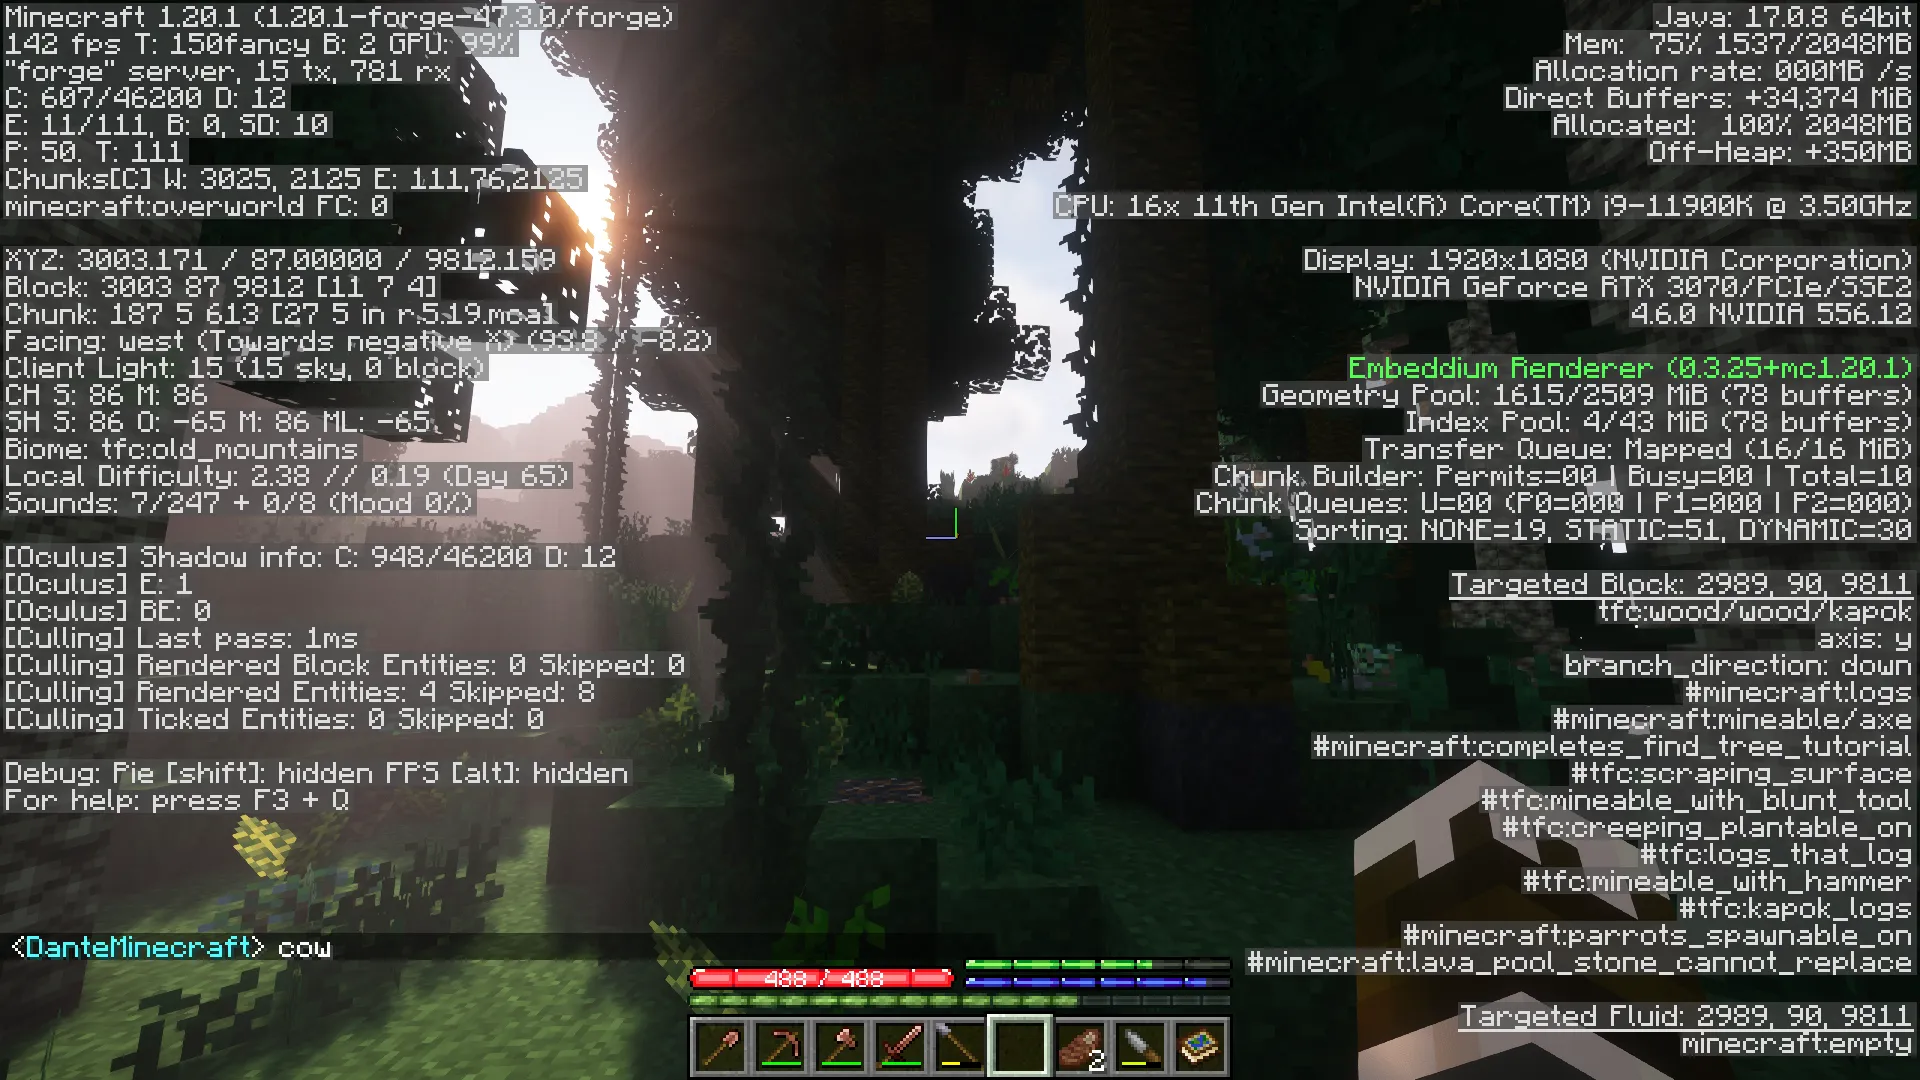 Minecraft 1.20.1 (1.20.1-forge-47.3.0/forge)
142 fps T: 150fancy B: 2 GPU: 99%
"forge" server, 15 tx, 781 rx
C: 607/46200 D: 12
E: 11/111, B: 0, SD: 10
P: 50. T: 111
Chunks[C] W: 3025, 2125 E: 111,76,2125
minecraft:overworld FC: 0
XYZ: 3003.171 / 87.00000 / 9812.159
Block: 3003 87 9812 [11 7 4]
Chunk: 187 5 613 [27 5 in r.5.19.mca]
Facing: west (Towards negative X) (93.8 / -8.2)
Client Light: 15 (15 sky, 0 block)
CH S: 86 M: 86
SH S: 86 O: -65 M: 86 ML: -65
Biome: tfc:old_mountains
Local Difficulty: 2.38 // 0.19 (Day 65)
Sounds: 7/247 + 0/8 (Mood 0%)
[Oculus] Shadow info: C: 948/46200 D: 12
[Oculus] E: 1
[Oculus] BE: 0
[Culling] Last pass: 1ms
[Culling] Rendered Block Entities: 0 Skipped: 0
[Culling] Rendered Entities: 4 Skipped: 8
[Culling] Ticked Entities: 0 Skipped: 0
Debug: Pie [shift]: hidden FPS [alt]: hidden
For help: press F3 + Q
Java: 17.0.8 64bit
Mem: 75% 1537/2048MB
Allocation rate: 000MB /s
Direct Buffers: +34,374 MiB
Allocated: 100% 2048MB
Off-Heap: +350MB
CPU: 16x 11th Gen Intel(R) Core(TM) i9-11900K @ 3.50GHz
Display: 1920x1080 (NVIDIA Corporation)
NVIDIA GeForce RTX 3070/PCIe/SSE2
4.6.0 NVIDIA 556.12
Embeddium Renderer (0.3.25+mc1.20.1)
Geometry Pool: 1615/2509 MiB (78 buffers)
Index Pool: 4/43 MiB (78 buffers)
Transfer Queue: Mapped (16/16 MiB)
Chunk Builder: Permits=00 | Busy=00 | Total=10
Chunk Queues: U=00 (P0=000 | P1=000 | P2=000)
Sorting: NONE=19, STATIC=51, DYNAMIC=30
Targeted Block: 2989, 90, 9811
tfc:wood/wood/kapok
axis: y
branch_direction: down
#minecraft:logs
#minecraft:mineable/axe
#minecraft:completes_find_tree_tutorial
#tfc:scraping_surface
#tfc:mineable_with_blunt_tool
#tfc:creeping_plantable_on
#tfc:logs_that_log
#tfc:mineable_with_hammer
#tfc:kapok_logs
#minecraft:parrots_spawnable_on
#minecraft:lava_pool_stone_cannot_replace
Targeted Fluid: 2989, 90, 9811
minecraft:empty
<DanteMinecraft> cow
488 / 488
2